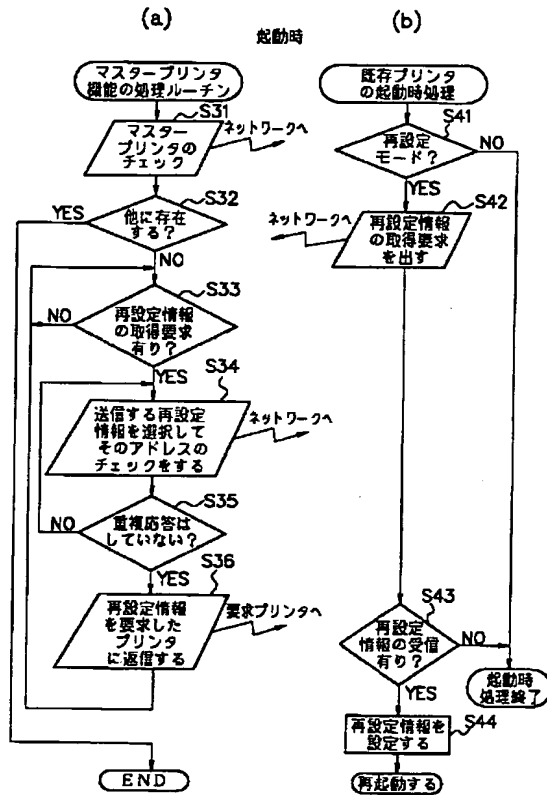 (a)
起動時
(b)
マスタープリンタ
機能の処理ルーチン
S31
マスター
プリンタの
チェック
ネットワークへ
S32
YES
他に存在
する?
NO
S33
NO
再設定情報
の取得要求
有り?
YES
S34
送信する再設定
情報を選択して
そのアドレスの
チェックをする
ネットワークへ
S35
NO
重複応答は
していない?
YES
S36
再設定情報
を要求した
プリンタ
に返信する
要求プリンタへ
END
既存プリンタ
の起動時処理
S41
再設定
モード?
NO
YES
S42
ネットワークへ
再設定情報
の取得要求
を出す
S43
再設定
情報の受信
有り?
NO
YES
起動時
処理終了
S44
再設定情報を
設定する
再起動する